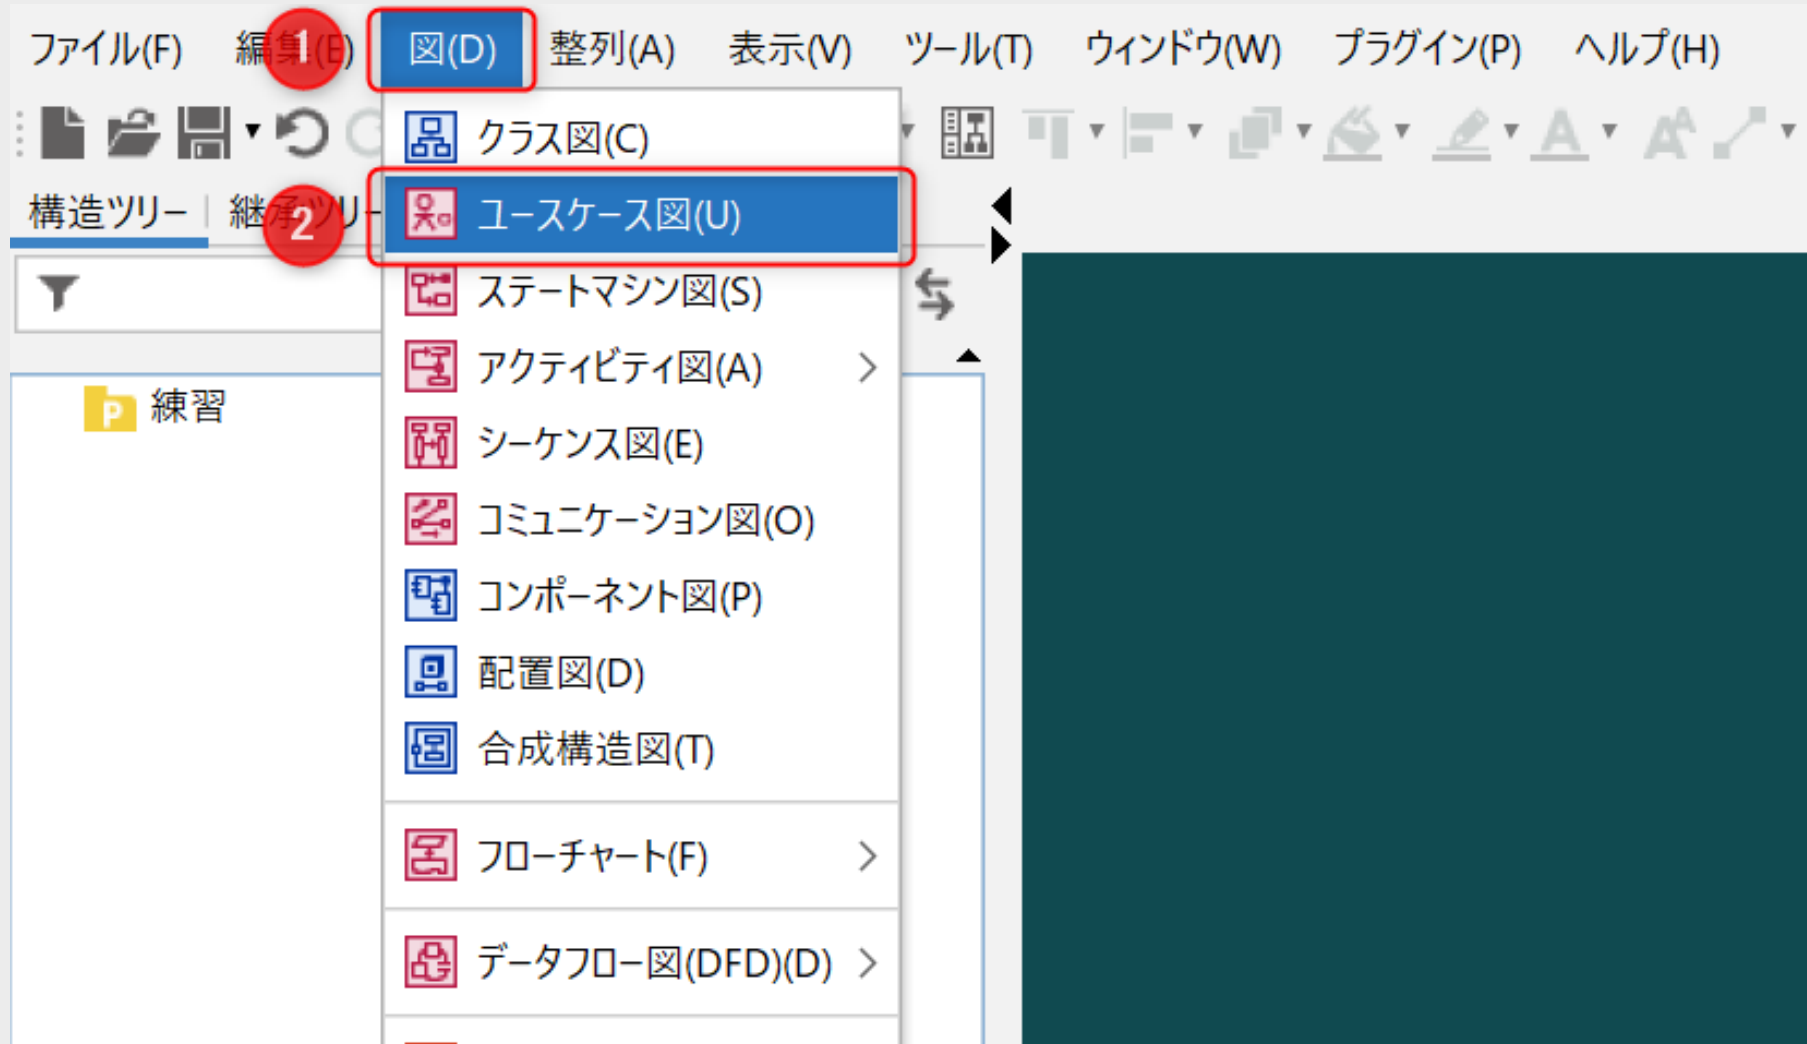 ファイル(F) 編集(E) 図(D) 整列(A) 表示(V) ツール(T) ウィンドウ(W) プラグイン(P) ヘルプ(H)
1
クラス図(C)
構造ツリー 継承ツリー
2
ユースケース図(U)
ステートマシン図(S)
アクティビティ図(A)
練習
シーケンス図(E)
コミュニケーション図(O)
コンポーネント図(P)
配置図(D)
合成構造図(T)
フローチャート(F)
データフロー図(DFD)(D)